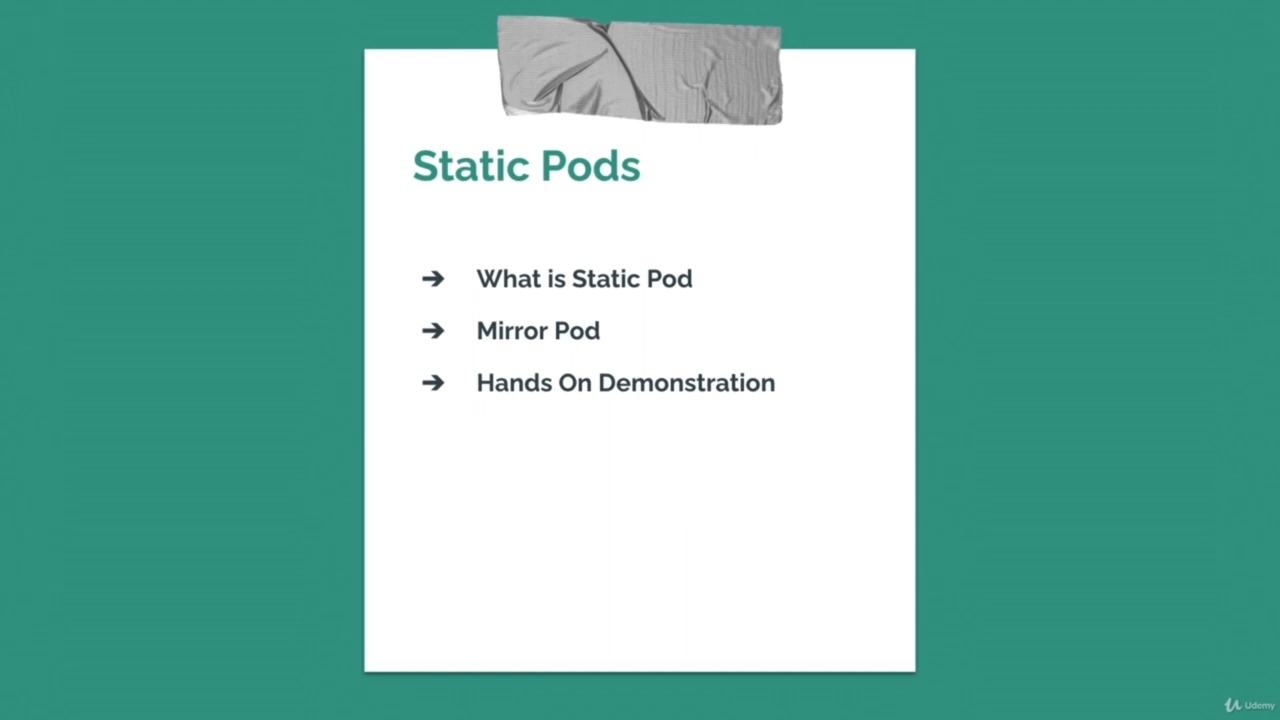 Static Pods
➔ What is Static Pod
➔ Mirror Pod
➔ Hands On Demonstration
Udemy